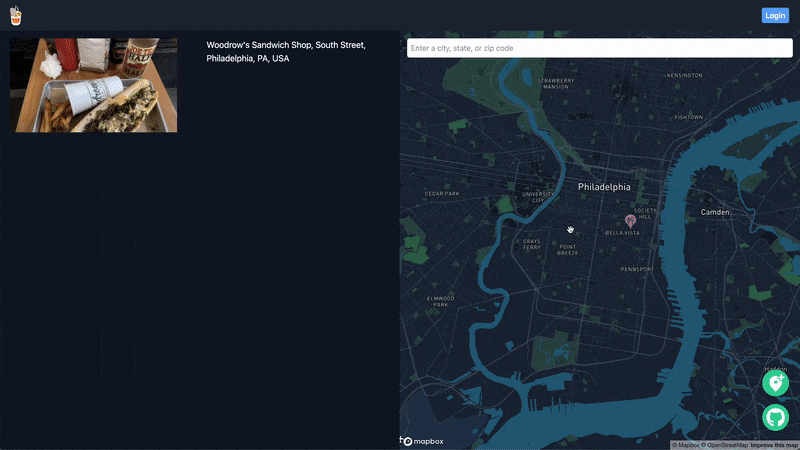 Login
Woodrow's Sandwich Shop, South Street,
Philadelphia, PA, USA
Enter a city, state, or zip code
STRAWBERRY
MANSION
KENSINGTON
FISHTOWN
CEDAR PARK
UNIVERSITY
CITY
Philadelphia
SOCIETY
HILL
Camden
BELLA VISTA
GRAYS
FERRY
POINT
BREEZE
PENNSPORT
ELMWOOD
PARK
mapbox
© Mapbox © OpenStreetMap Improve this map